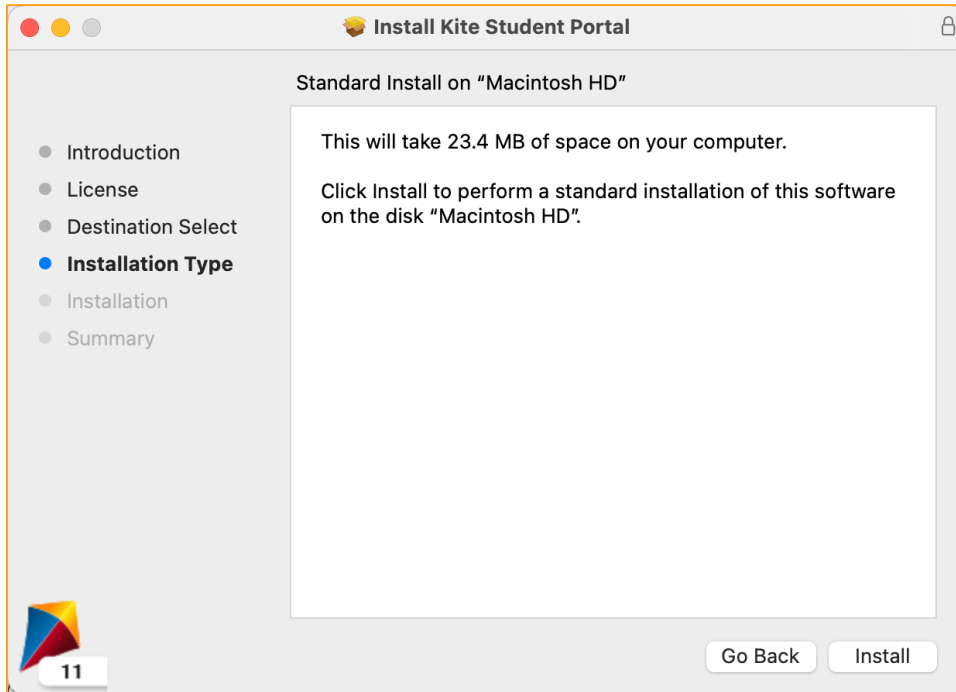 Install Kite Student Portal
Standard Install on “Macintosh HD”
Introduction
License
Destination Select
Installation Type
Installation
Summary
This will take 23.4 MB of space on your computer.
Click Install to perform a standard installation of this software
on the disk “Macintosh HD”.
11
Go Back
Install